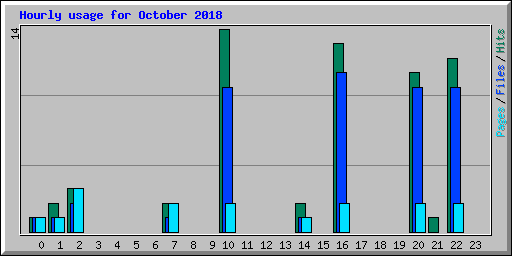 Hourly usage for October 2018
14
Pages/Files/Hits
0 1 2 3 4 5 6 7 8 9 10 11 12 13 14 15 16 17 18 19 20 21 22 23